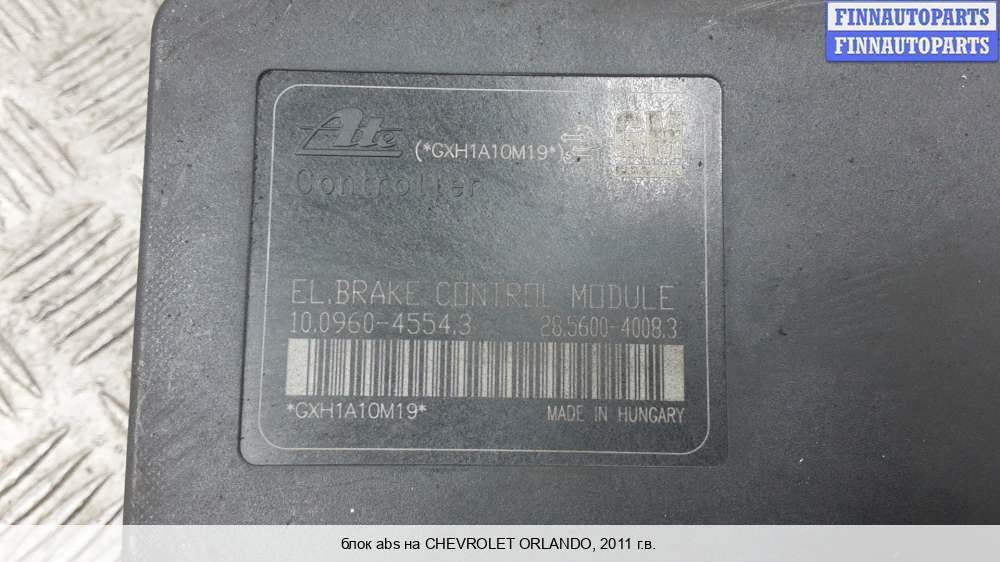 FINNAUTOPARTS
FINNAUTOPARTS
Ate
(*GXH1A10M19*)
Controller
EL.BRAKE CONTROL MODULE
10.0960-4554.3 28.5600-4008.3
*GXH1A10M19*
MADE IN HUNGARY
блок abs на CHEVROLET ORLANDO, 2011 г.в.